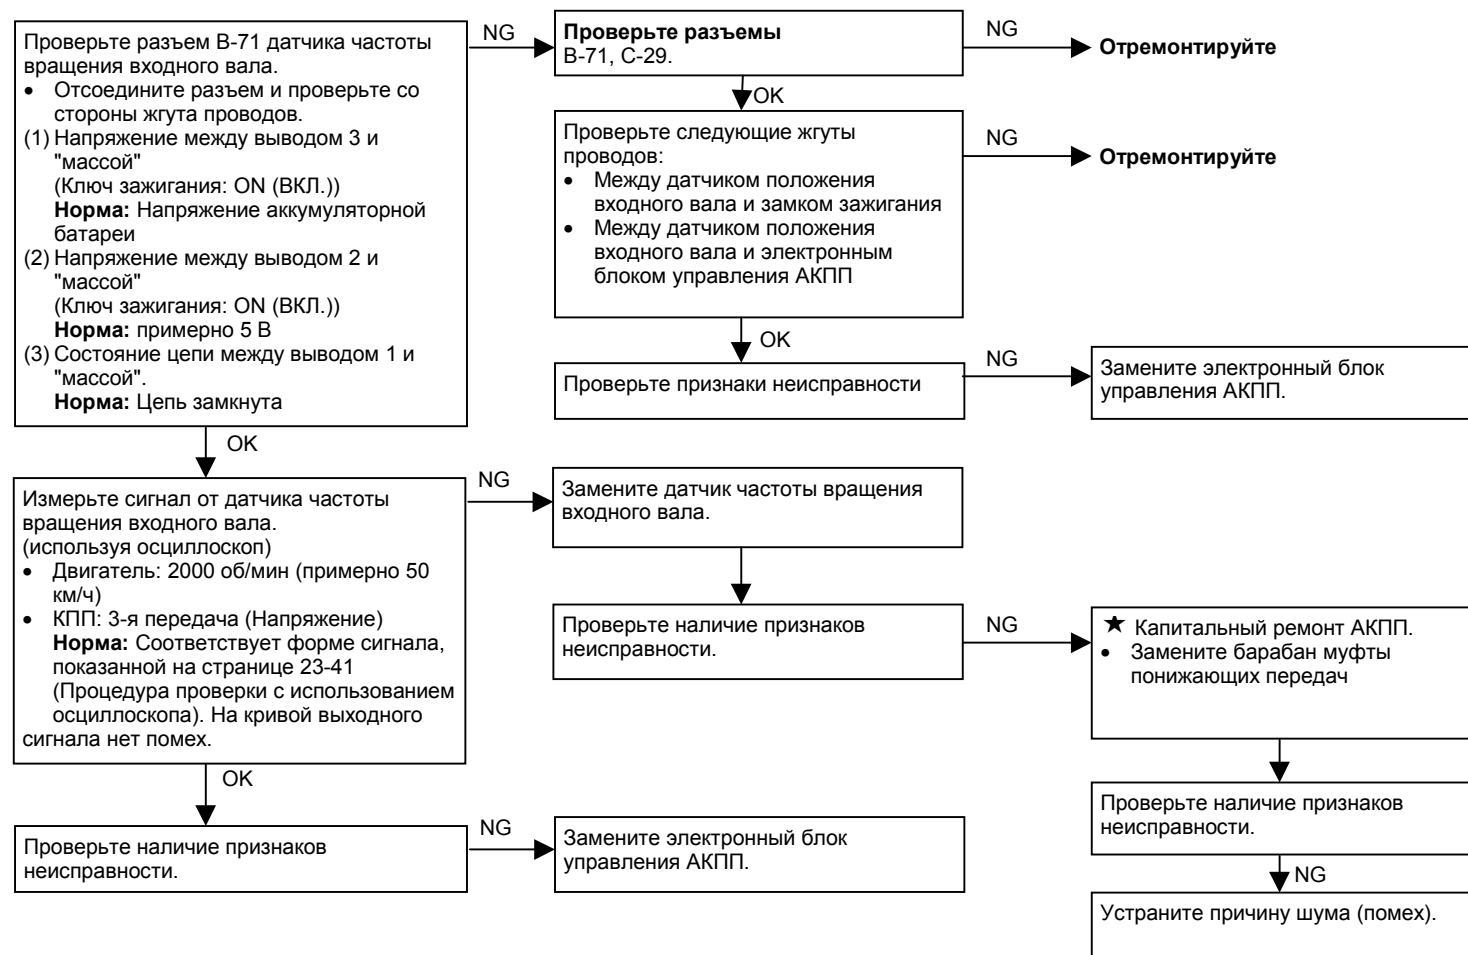 Проверьте разъем В-71 датчика частоты
вращения входного вала.
• Отсоедините разъем и проверьте со
стороны жгута проводов.
(1) Напряжение между выводом 3 и
"массой"
(Ключ зажигания: ON (ВКЛ.))
Норма: Напряжение аккумуляторной
батареи
(2) Напряжение между выводом 2 и
"массой"
(Ключ зажигания: ON (ВКЛ.))
Норма: примерно 5 В
(3) Состояние цепи между выводом 1 и
"массой".
Норма: Цепь замкнута
NG
Проверьте разъемы
В-71, С-29.
NG
Отремонтируйте
OK
Проверьте следующие жгуты
проводов:
• Между датчиком положения
входного вала и замком зажигания
• Между датчиком положения
входного вала и электронным
блоком управления АКПП
NG
Отремонтируйте
OK
Проверьте признаки неисправности
NG
Замените электронный блок
управления АКПП.
OK
Измерьте сигнал от датчика частоты
вращения входного вала.
(используя осциллоскоп)
• Двигатель: 2000 об/мин (примерно 50
км/ч)
• КПП: 3-я передача (Напряжение)
Норма: Соответствует форме сигнала,
показанной на странице 23-41
(Процедура проверки с использованием
осциллоскопа). На кривой выходного
сигнала нет помех.
NG
Замените датчик частоты вращения
входного вала.
Проверьте наличие признаков
неисправности.
NG
★ Капитальный ремонт АКПП.
• Замените барабан муфты
понижающих передач
Проверьте наличие признаков
неисправности.
NG
Устраните причину шума (помех).
OK
Проверьте наличие признаков
неисправности.
NG
Замените электронный блок
управления АКПП.